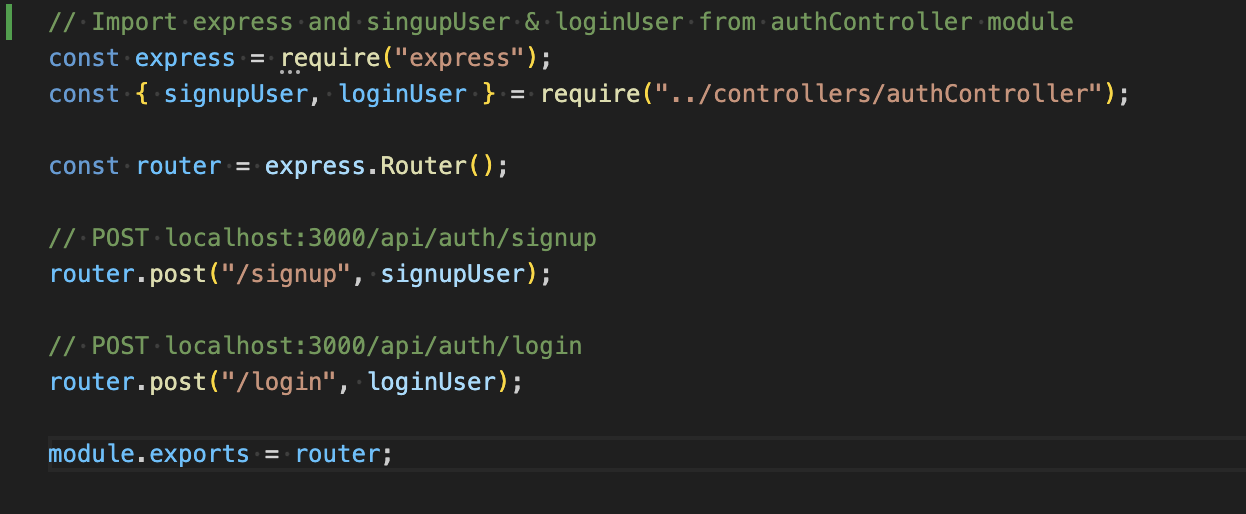 // Import express and singupUser & loginUser from authController module
const express = require("express");
const { signupUser, loginUser } = require("../controllers/authController");
const router = express.Router();
// POST localhost:3000/api/auth/signup
router.post("/signup", signupUser);
// POST localhost:3000/api/auth/login
router.post("/login", loginUser);
module.exports = router;